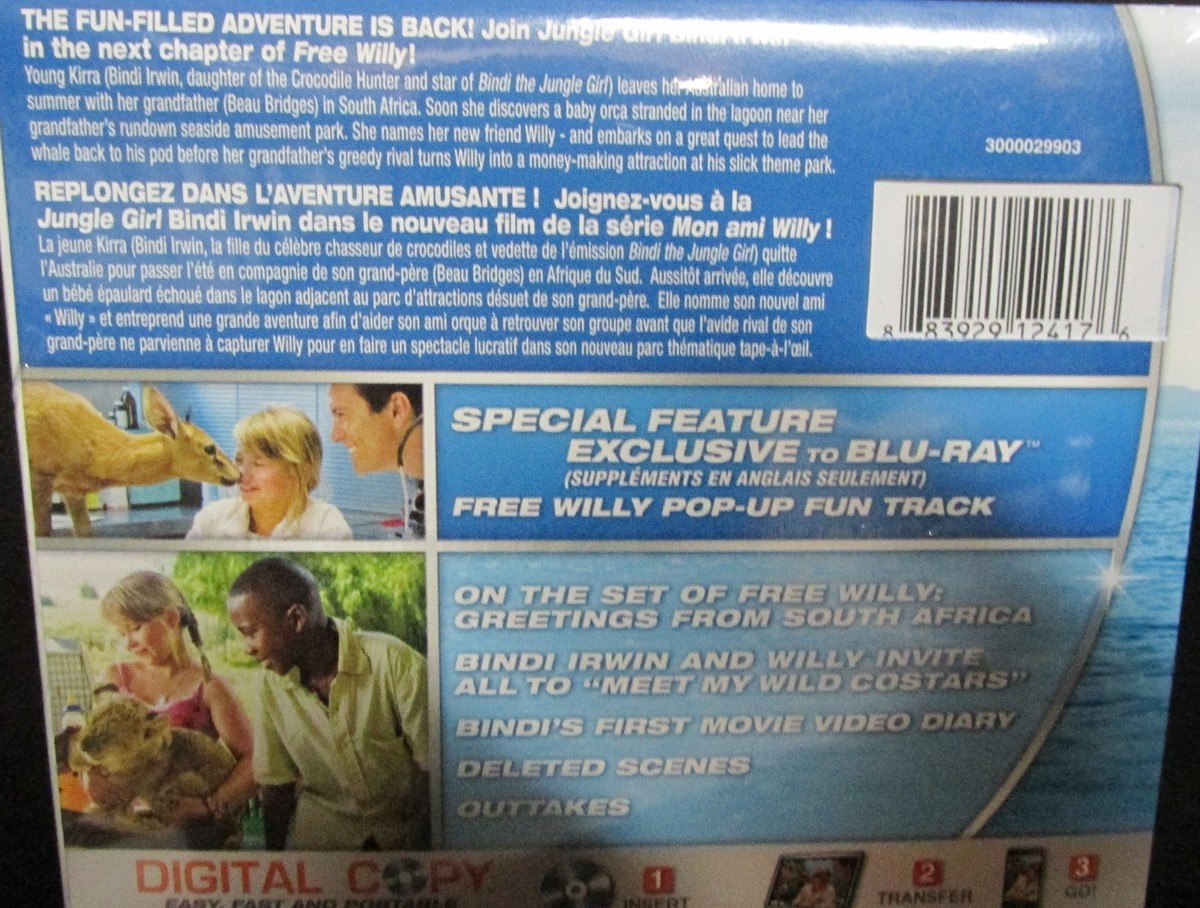 THE FUN-FILLED ADVENTURE IS BACK! Join Jungle Girl Bindi Irwin
in the next chapter of Free Willy!
Young Kirra (Bindi Irwin, daughter of the Crocodile Hunter and star of Bindi the Jungle Girl) leaves her Australian home to
summer with her grandfather (Beau Bridges) in South Africa. Soon she discovers a baby orca stranded in the lagoon near her
grandfather's rundown seaside amusement park. She names her new friend Willy - and embarks on a great quest to lead the
whale back to his pod before her grandfather's greedy rival turns Willy into a money-making attraction at his slick theme park.
3000029903
REPLONGEZ DANS L'AVENTURE AMUSANTE ! Joignez-vous à la
Jungle Girl Bindi Irwin dans le nouveau film de la série Mon ami Willy !
La jeune Kirra (Bindi Irwin, la fille du célèbre chasseur de crocodiles et vedette de l'émission Bindi the Jungle Girl) quitte
l'Australie pour passer l'été en compagnie de son grand-père (Beau Bridges) en Afrique du Sud. Aussitôt arrivée, elle découvre
un bébé épaulard échoué dans le lagon adjacent au parc d'attractions désuet de son grand-père. Elle nomme son nouvel ami
« Willy » et entreprend une grande aventure afin d'aider son ami orque à retrouver son groupe avant que l'avide rival de son
grand-père ne parvienne à capturer Willy pour en faire un spectacle lucratif dans son nouveau parc thématique tape-à-l'œil.
8 83929 12417 6
SPECIAL FEATURE
EXCLUSIVE TO BLU-RAY™
(SUPPLÉMENTS EN ANGLAIS SEULEMENT)
FREE WILLY POP-UP FUN TRACK
ON THE SET OF FREE WILLY:
GREETINGS FROM SOUTH AFRICA
BINDI IRWIN AND WILLY INVITE
ALL TO "MEET MY WILD COSTARS"
BINDI'S FIRST MOVIE VIDEO DIARY
DELETED SCENES
OUTTAKES
DIGITAL COPY
EASY, FAST AND PORTABLE
1
INSERT
2
TRANSFER
3
GO!